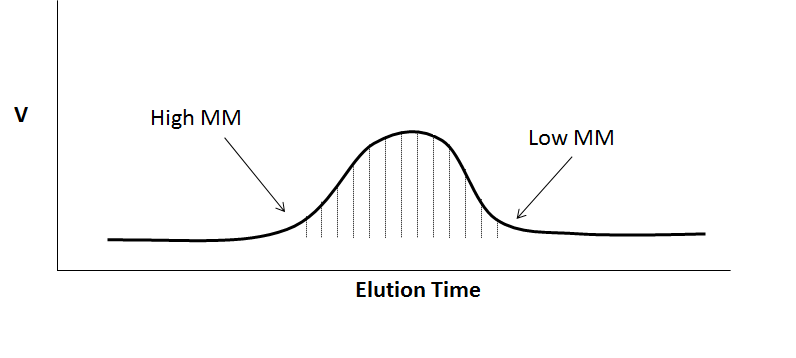 High MM
V
Low MM
Elution Time